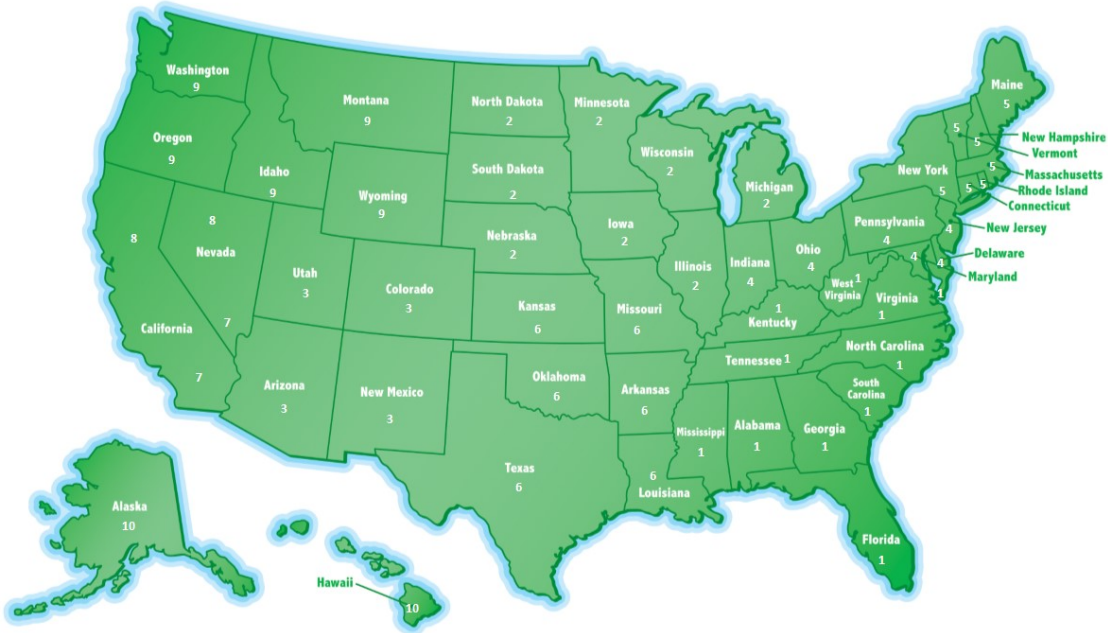 Washington
9
Montana
9
North Dakota
2
Minnesota
2
Maine
5
Oregon
9
Idaho
9
Wyoming
9
South Dakota
2
Wisconsin
2
Michigan
2
New York
5
5
5
New Hampshire
Vermont
5
Massachusetts
5
Rhode Island
5
Connecticut
8
Nevada
7
8
California
7
Utah
3
Colorado
3
Nebraska
2
Iowa
2
Illinois
2
Indiana
4
Ohio
4
Pennsylvania
4
4
New Jersey
4
Delaware
4
Maryland
Kansas
6
Missouri
6
1
Kentucky
West 1
Virginia
Virginia
1
1
Arizona
3
New Mexico
3
Oklahoma
6
Arkansas
6
Tennessee 1
North Carolina
1
South
Carolina
1
Mississippi
1
Alabama
1
Georgia
1
Texas
6
6
Louisiana
Florida
1
Alaska
10
Hawaii
10